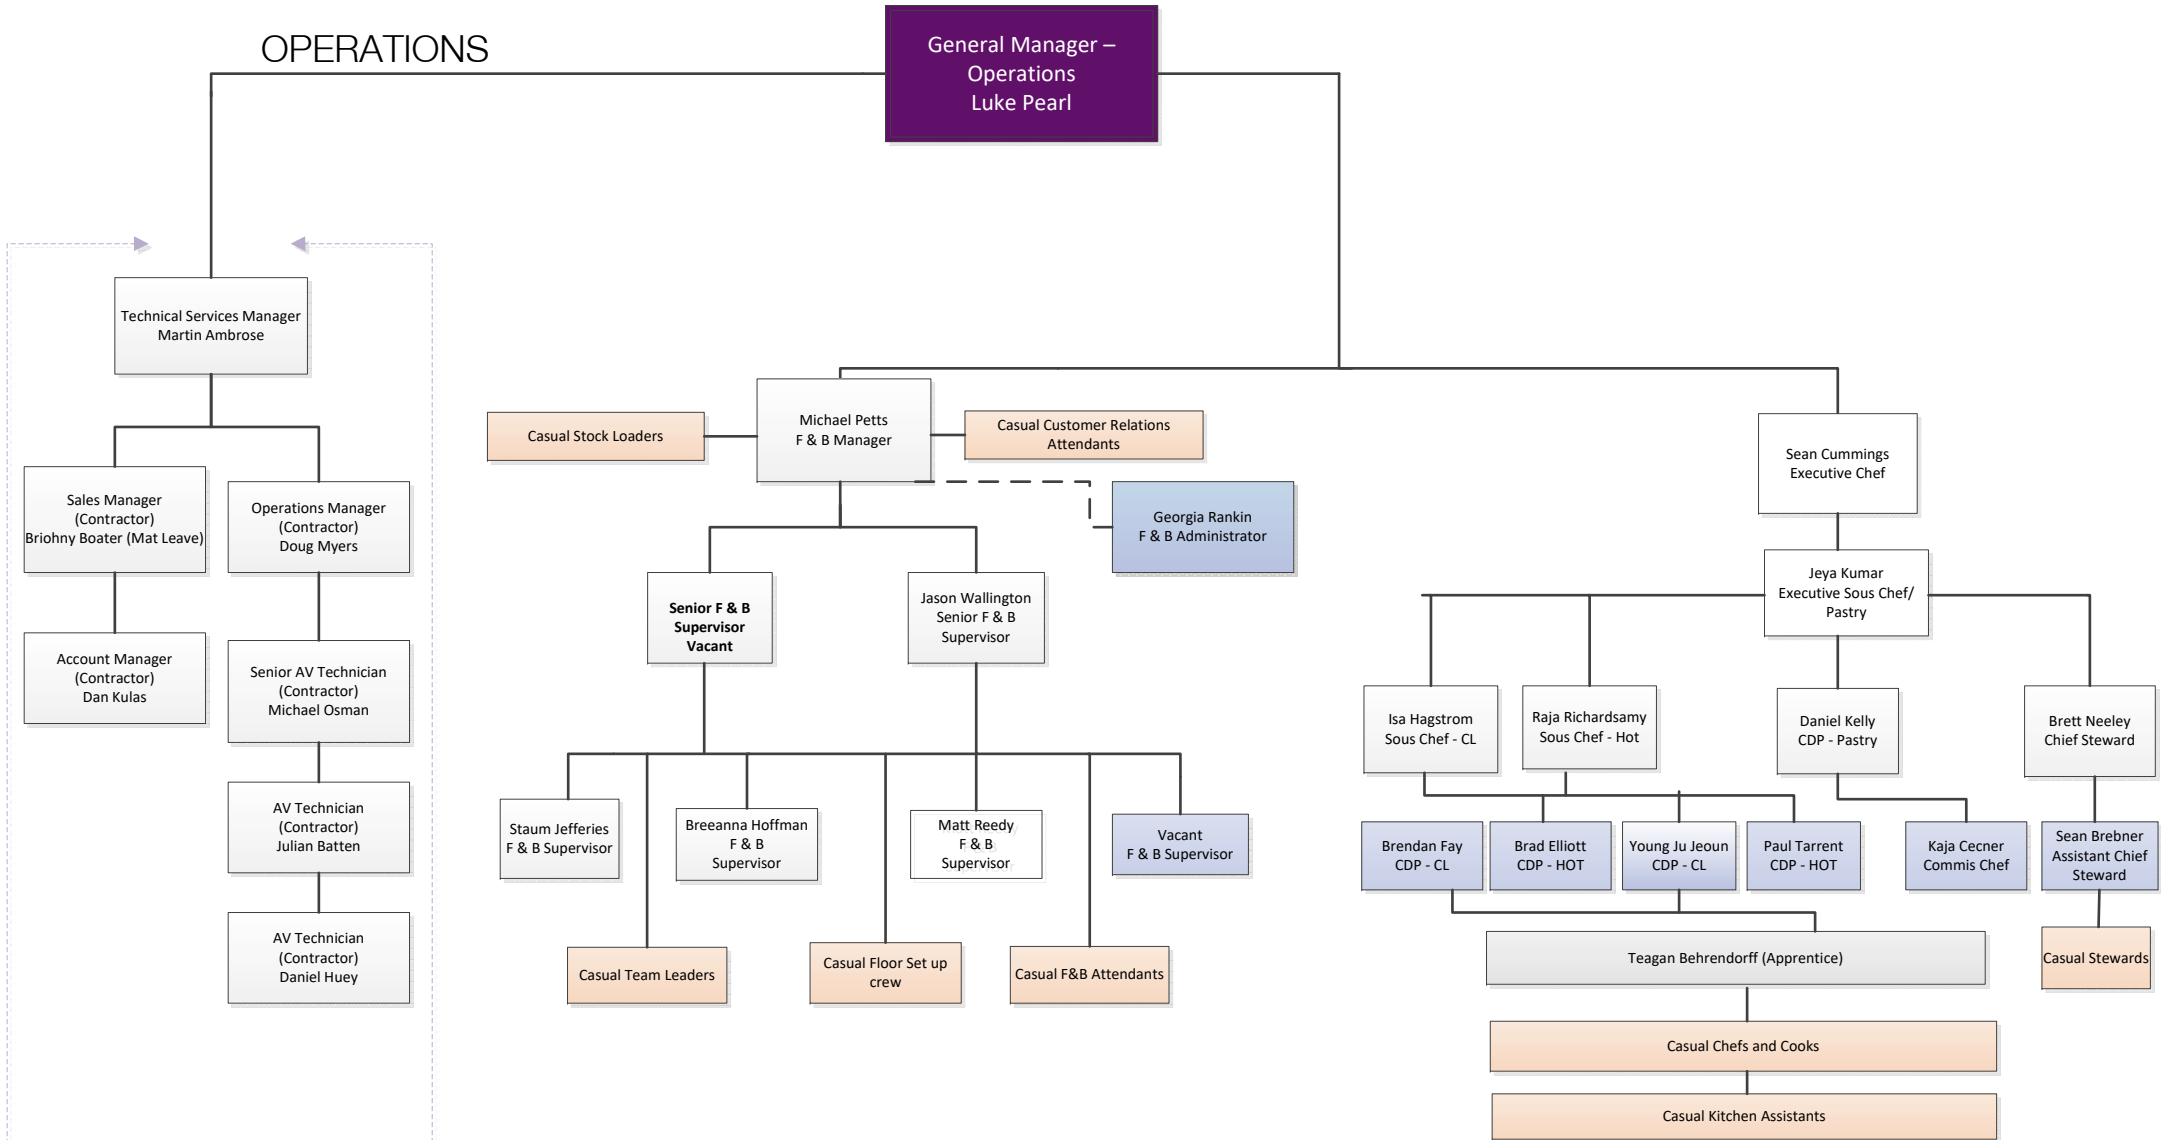 OPERATIONS
General Manager –
Operations
Luke Pearl
Technical Services Manager
Martin Ambrose
Sales Manager
(Contractor)
Briohny Boater (Mat Leave)
Operations Manager
(Contractor)
Doug Myers
Account Manager
(Contractor)
Dan Kulas
Senior AV Technician
(Contractor)
Michael Osman
AV Technician
(Contractor)
Julian Batten
AV Technician
(Contractor)
Daniel Huey
Casual Stock Loaders
Michael Petts
F & B Manager
Casual Customer Relations
Attendants
Georgia Rankin
F & B Administrator
Senior F & B
Supervisor
Vacant
Jason Wallington
Senior F & B
Supervisor
Staum Jefferies
F & B Supervisor
Breeanna Hoffman
F & B
Supervisor
Matt Reedy
F & B
Supervisor
Vacant
F & B Supervisor
Casual Team Leaders
Casual Floor Set up
crew
Casual F&B Attendants
Sean Cummings
Executive Chef
Jeya Kumar
Executive Sous Chef/
Pastry
Isa Hagstrom
Sous Chef - CL
Raja Richardsamy
Sous Chef - Hot
Daniel Kelly
CDP - Pastry
Brett Neeley
Chief Steward
Brendan Fay
CDP - CL
Brad Elliott
CDP - HOT
Young Ju Jeoun
CDP - CL
Paul Tarrent
CDP - HOT
Kaja Cecner
Commis Chef
Sean Brebner
Assistant Chief
Steward
Teagan Behrendorff (Apprentice)
Casual Stewards
Casual Chefs and Cooks
Casual Kitchen Assistants